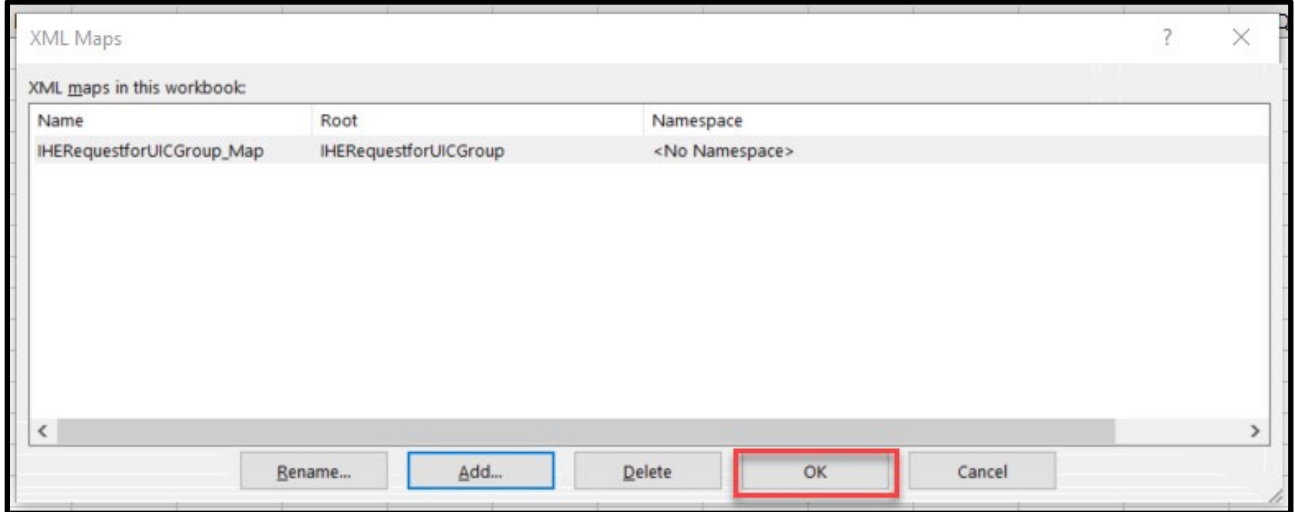 XML Maps ?
XML maps in this workbook:
Name Root Namespace
IHERequestforUICGroup_Map IHERequestforUICGroup <No Namespace>
Rename... Add... Delete OK Cancel